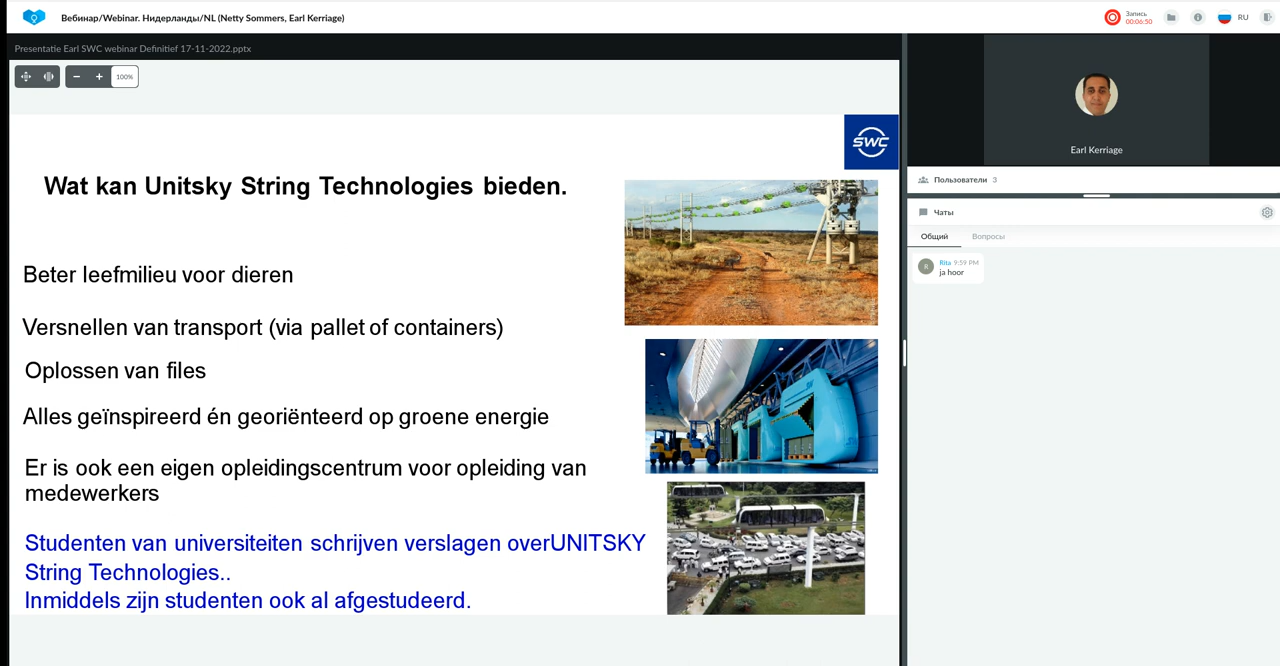 Вебинар/Webinar. Нидерланды/NL (Netty Sommers, Earl Kerriage)
Запись
00:06:50
RU
Presentatie Earl SWC webinar Definitief 17-11-2022.pptx
100%
SWC
Wat kan Unitsky String Technologies bieden.
Beter leefmilieu voor dieren
Versnellen van transport (via pallet of containers)
Oplossen van files
Alles geïnspireerd én georiënteerd op groene energie
Er is ook een eigen opleidingscentrum voor opleiding van
medewerkers
Studenten van universiteiten schrijven verslagen overUNITSKY
String Technologies..
Inmiddels zijn studenten ook al afgestudeerd.
Earl Kerriage
Пользователи 3
Чаты
Общий Вопросы
R
Rita 9:59 PM
ja hoor